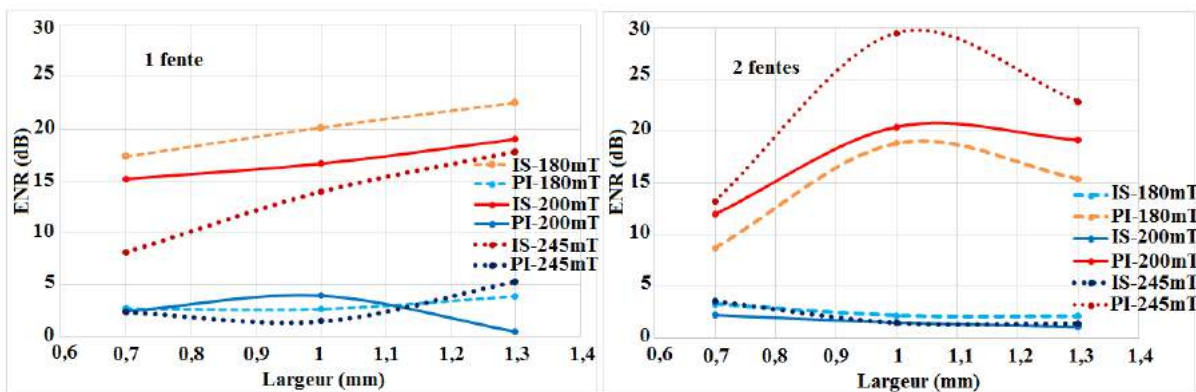 30
25
20
15
10
5
0
ENR (dB)
1 fente
IS-180mT
PI-180mT
IS-200mT
PI-200mT
IS-245mT
PI-245mT
0,6 0,7 0,8 0,9 1 1,1 1,2 1,3 1,4
Largeur (mm)
30
25
20
15
10
5
0
ENR (dB)
2 fentes
IS-180mT
PI-180mT
IS-200mT
PI-200mT
IS-245mT
PI-245mT
0,6 0,7 0,8 0,9 1 1,1 1,2 1,3 1,4
Largeur (mm)